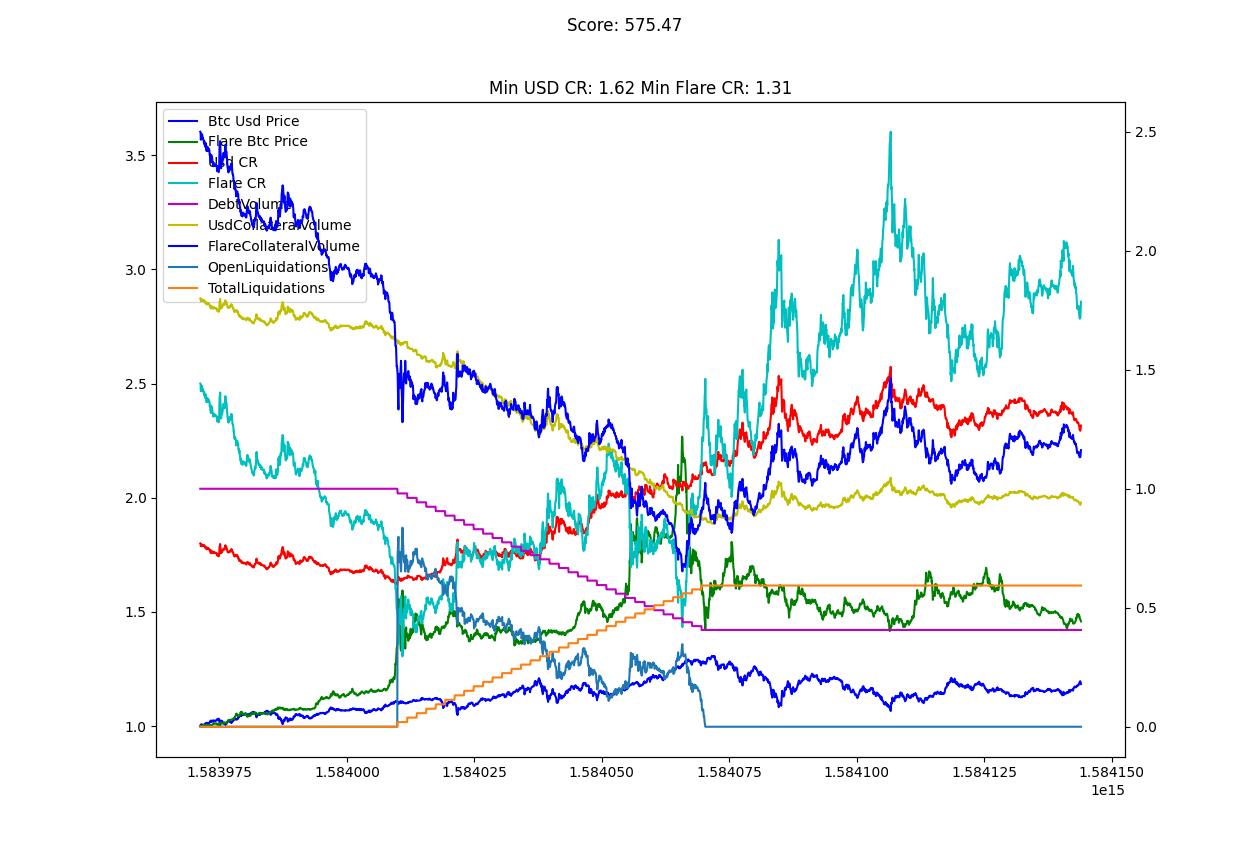 Score: 575.47
Min USD CR: 1.62 Min Flare CR: 1.31
Btc Usd Price
Flare Btc Price
Usd CR
Flare CR
DebtVolume
UsdCollateralVolume
FlareCollateralVolume
OpenLiquidations
TotalLiquidations
3.5
3.0
2.5
2.0
1.5
1.0
2.5
2.0
1.5
1.0
0.5
0.0
1.583975 1.584000 1.584025 1.584050 1.584075 1.584100 1.584125 1.584150
1e15